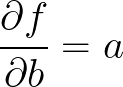 ∂f/∂b = a